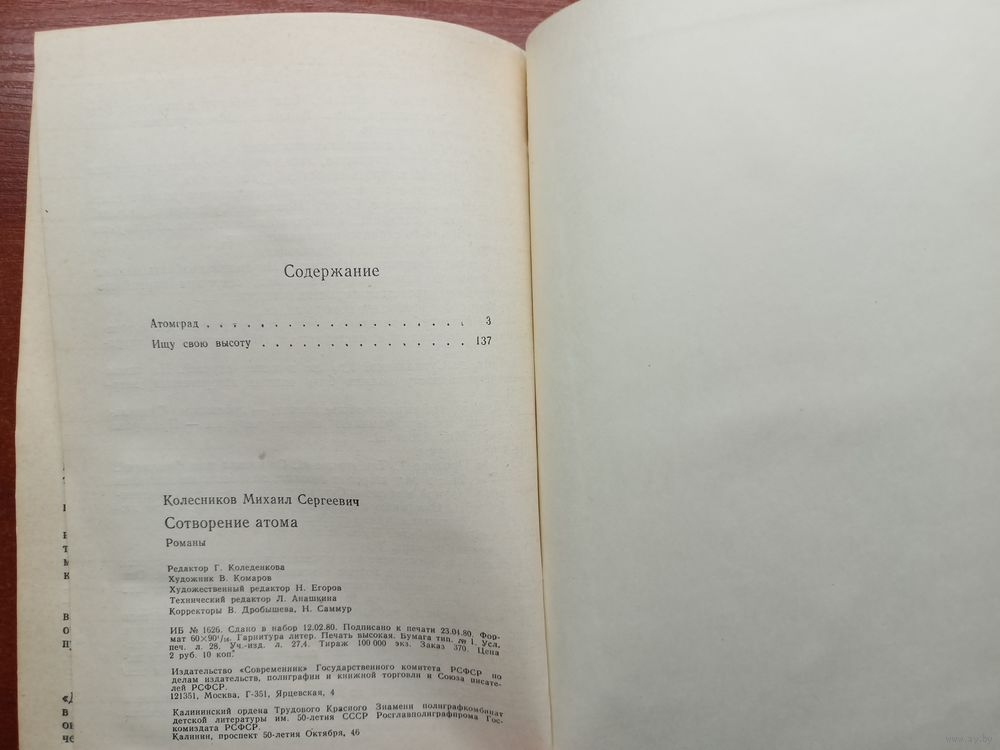 Содержание
Атомград . . . . . . . . . . . . . . . . . . . 3
Ищу свою высоту . . . . . . . . . . . . . . . 137
Колесников Михаил Сергеевич
Сотворение атома
Романы
Редактор Г. Коледенкова
Художник В. Комаров
Художественный редактор Н. Егоров
Технический редактор Л. Анашкина
Корректоры В. Дробышева, Н. Саммур
ИБ № 1626. Сдано в набор 12.02.80. Подписано к печати 23.04.80. Фор-
мат 60×90¹/₁₆. Гарнитура литер. Печать высокая. Бумага тип. № 1. Усл.
печ. л. 28. Уч.-изд. л. 27.4. Тираж 100 000 экз. Заказ 370. Цена
2 руб. 10 коп.
Издательство «Современник» Государственного комитета РСФСР по
делам издательств, полиграфии и книжной торговли и Союза писате-
лей РСФСР.
121351, Москва, Г-351, Ярцевская, 4
Калининский ордена Трудового Красного Знамени полиграфкомбинат
детской литературы им. 50-летия СССР Росглавполиграфпрома Гос-
комиздата РСФСР.
Калинин, проспект 50-летия Октября, 46
www.ay.by